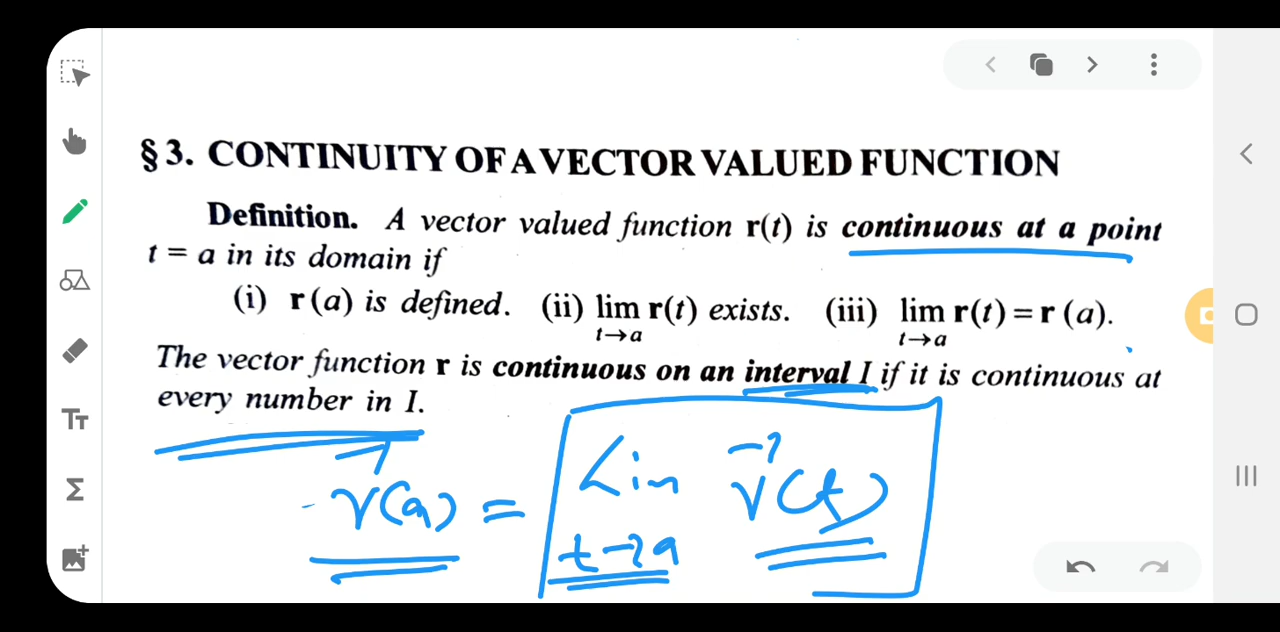 § 3. CONTINUITY OF A VECTOR VALUED FUNCTION
Definition. A vector valued function r(t) is continuous at a point
t = a in its domain if
(i) r(a) is defined. (ii) lim r(t) exists. (iii) lim r(t) = r (a).
t→a t→a
The vector function r is continuous on an interval I if it is continuous at
every number in I.
r⃗(a) = Lim r⃗(t)
t→a